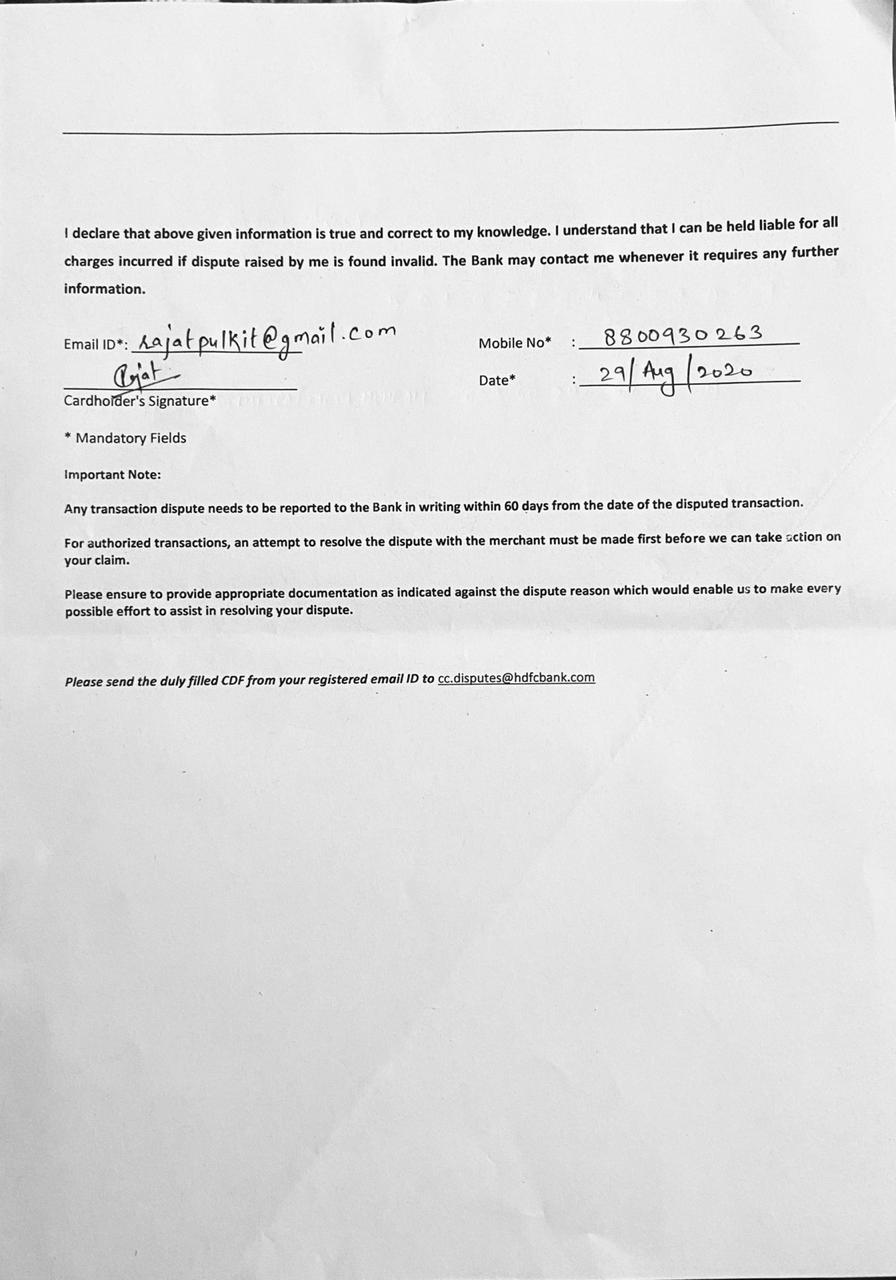 I declare that above given information is true and correct to my knowledge. I understand that I can be held liable for all
charges incurred if dispute raised by me is found invalid. The Bank may contact me whenever it requires any further
information.
Email ID*: rajatpulkit@gmail.com Mobile No* : 8800930263
Rajat
Date* : 29/Aug/2020
Cardholder's Signature*
* Mandatory Fields
Important Note:
Any transaction dispute needs to be reported to the Bank in writing within 60 days from the date of the disputed transaction.
For authorized transactions, an attempt to resolve the dispute with the merchant must be made first before we can take action on
your claim.
Please ensure to provide appropriate documentation as indicated against the dispute reason which would enable us to make every
possible effort to assist in resolving your dispute.
Please send the duly filled CDF from your registered email ID to cc.disputes@hdfcbank.com